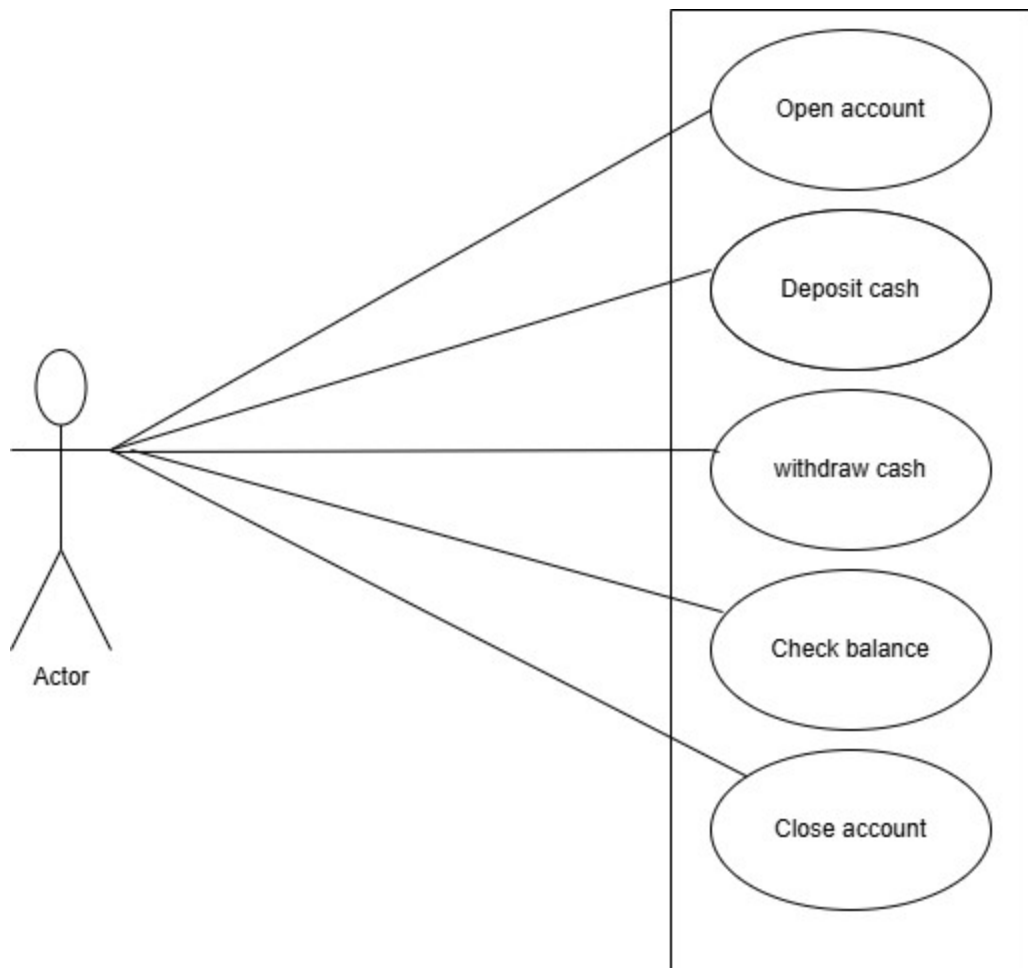 Open account
Deposit cash
withdraw cash
Check balance
Actor
Close account